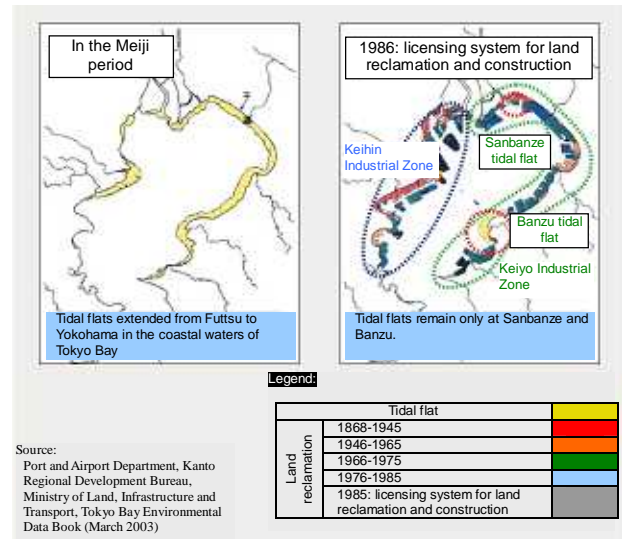 In the Meiji
period
1986: licensing system for land
reclamation and construction
Keihin
Industrial Zone
Sanbanze
tidal flat
Banzu tidal
flat
Keiyo Industrial
Zone
Tidal flats extended from Futtsu to
Yokohama in the coastal waters of
Tokyo Bay
Tidal flats remain only at Sanbanze and
Banzu.
Legend:
Tidal flat
Land
reclamation
1868-1945
1946-1965
1966-1975
1976-1985
1985: licensing system for land
reclamation and construction
Source:
Port and Airport Department, Kanto
Regional Development Bureau,
Ministry of Land, Infrastructure and
Transport, Tokyo Bay Environmental
Data Book (March 2003)